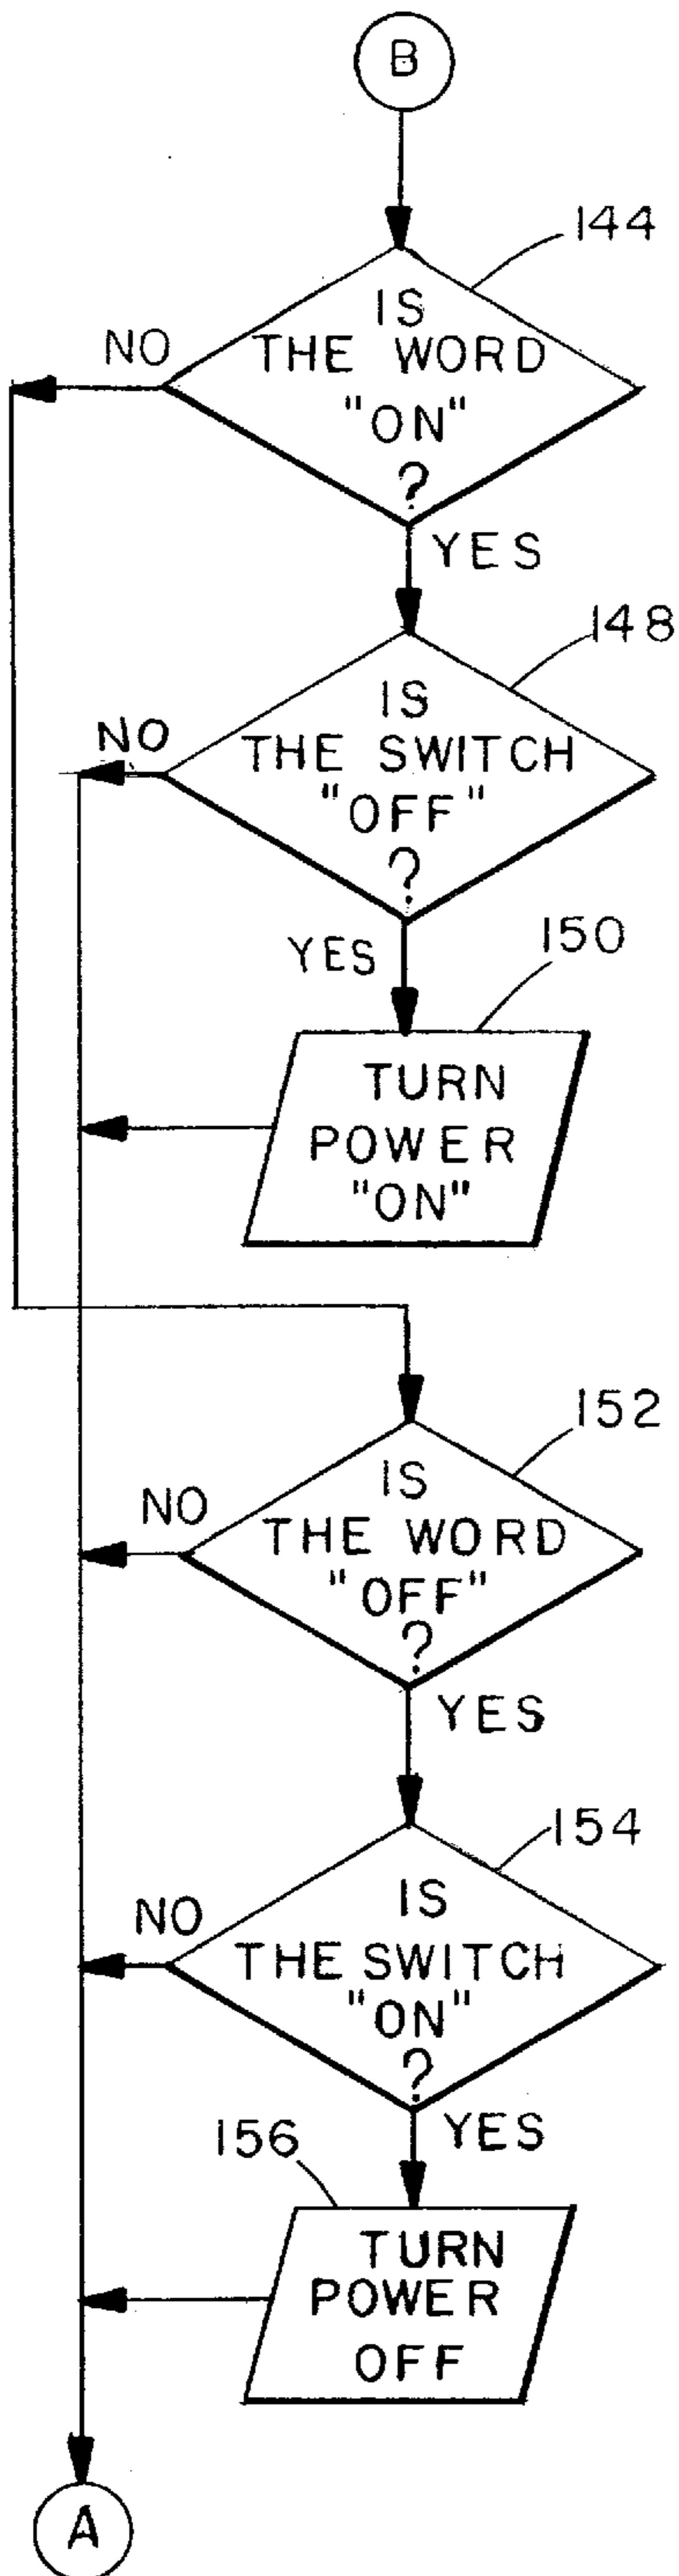 B
144
IS
NO
THE WORD
"ON"
?
YES
148
IS
NO
THE SWITCH
"OFF"
?
YES
150
TURN
POWER
"ON"
152
IS
NO
THE WORD
"OFF"
?
YES
154
IS
NO
THE SWITCH
"ON"
?
YES
156
TURN
POWER
OFF
A